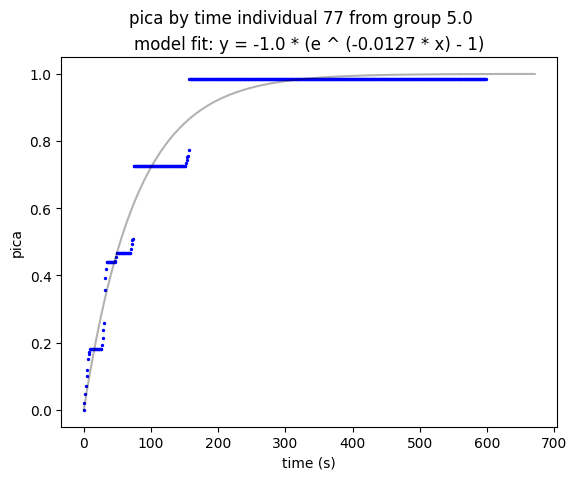 pica by time individual 77 from group 5.0
model fit: y = -1.0 * (e ^ (-0.0127 * x) - 1)
1.0
0.8
0.6
0.4
0.2
0.0
pica
0 100 200 300 400 500 600 700
time (s)